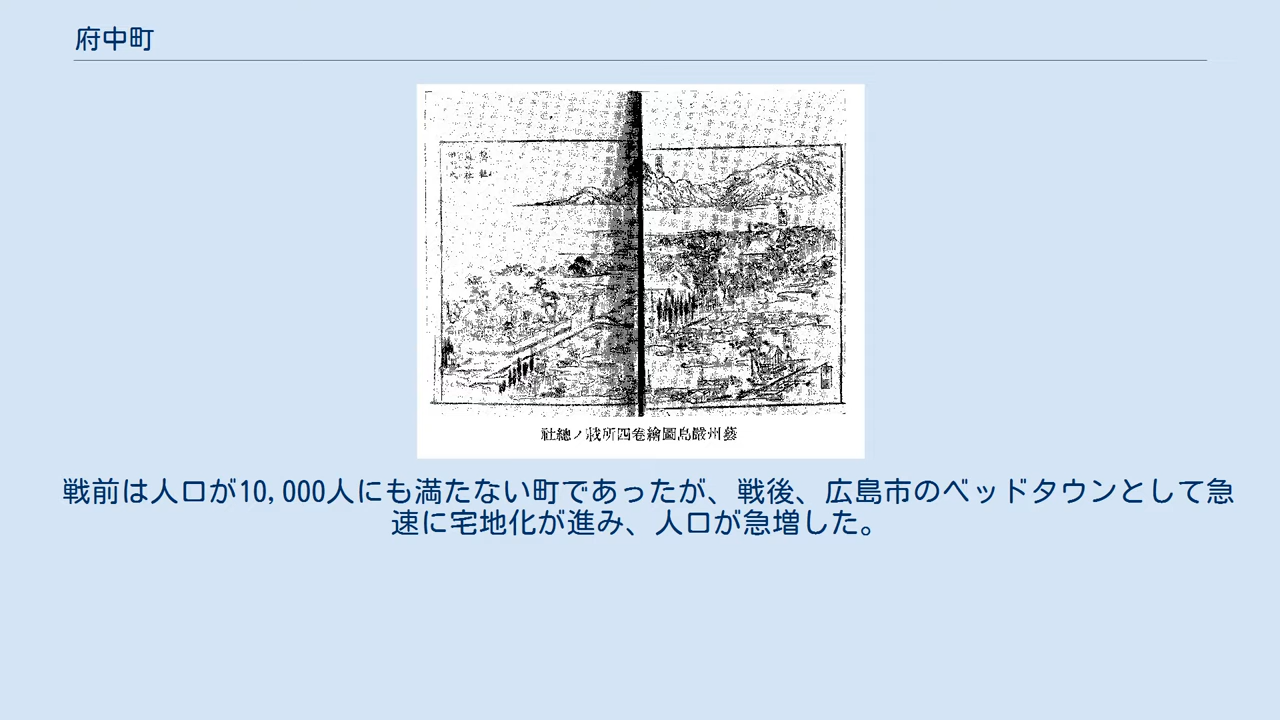 府中町
社總ノ載所四卷繪圖島嚴州藝
戦前は人口が10,000人にも満たない町であったが、戦後、広島市のベッドタウンとして急
速に宅地化が進み、人口が急増した。